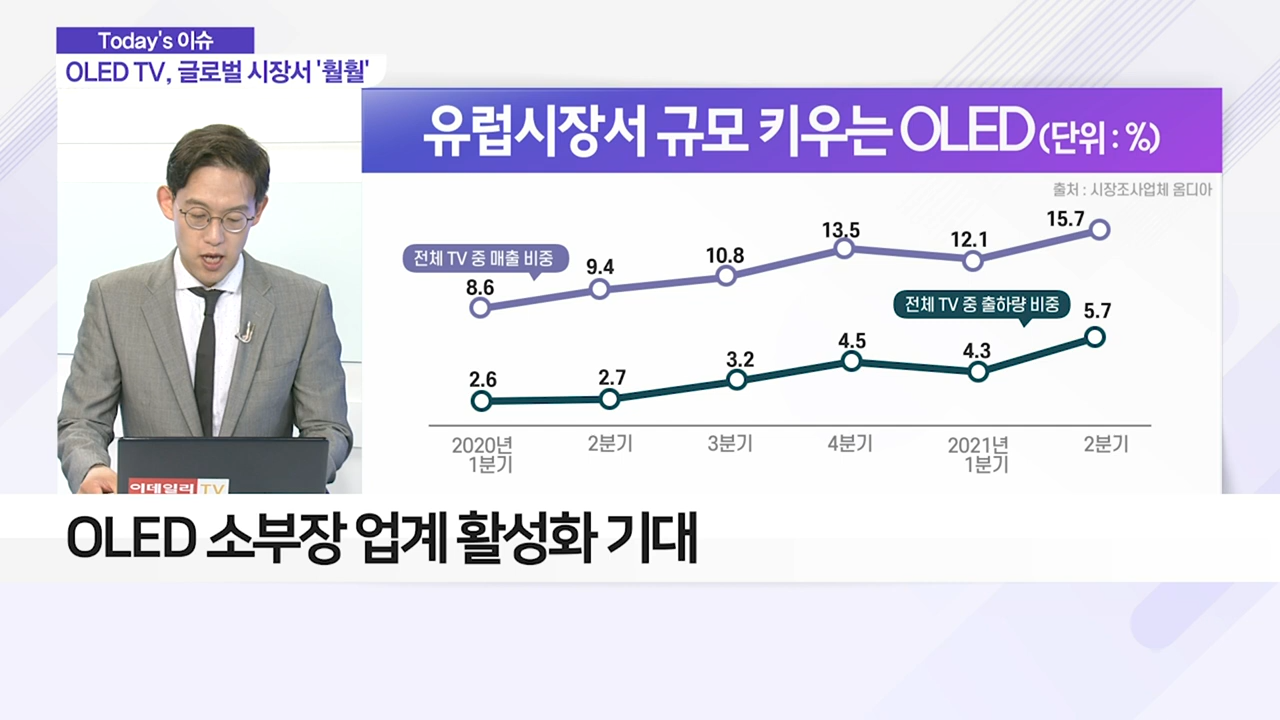 Today's 이슈
OLED TV, 글로벌 시장서 '훨훨'
유럽시장서 규모 키우는 OLED (단위 : %)
출처 : 시장조사업체 옴디아
전체 TV 중 매출 비중
8.6
9.4
10.8
13.5
12.1
15.7
전체 TV 중 출하량 비중
2.6
2.7
3.2
4.5
4.3
5.7
2020년
1분기
2분기
3분기
4분기
2021년
1분기
2분기
이데일리 TV
OLED 소부장 업계 활성화 기대